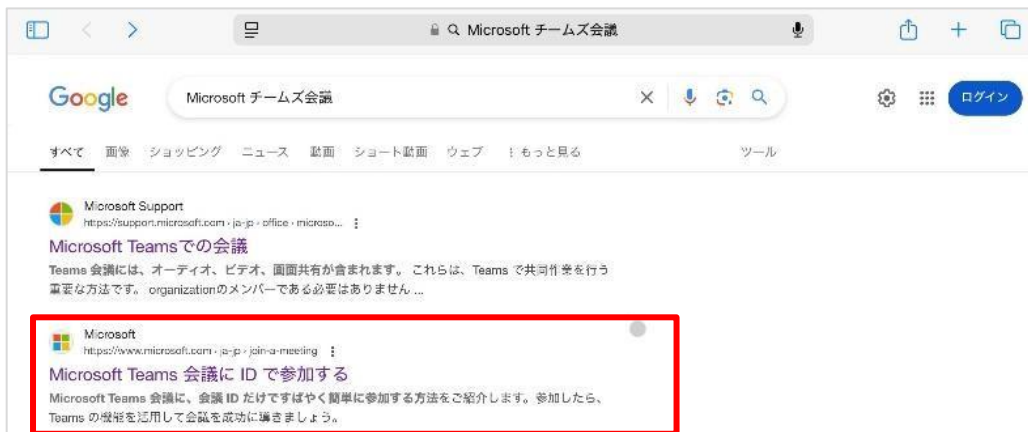 Microsoft チームズ会議
Google
Microsoft チームズ会議
ログイン
すべて 画像 ショッピング ニュース 動画 ショート動画 ウェブ もっと見る ツール
Microsoft Support
https://support.microsoft.com › ja-jp › office › microso...
Microsoft Teamsでの会議
Teams 会議には、オーディオ、ビデオ、画面共有が含まれます。 これらは、Teams で共同作業を行う
重要な方法です。 organizationのメンバーである必要はありません ...
Microsoft
https://www.microsoft.com › ja-jp › join-a-meeting
Microsoft Teams 会議に ID で参加する
Microsoft Teams 会議に、会議 ID だけですばやく簡単に参加する方法をご紹介します。参加したら、
Teams の機能を活用して会議を成功に導きましょう。